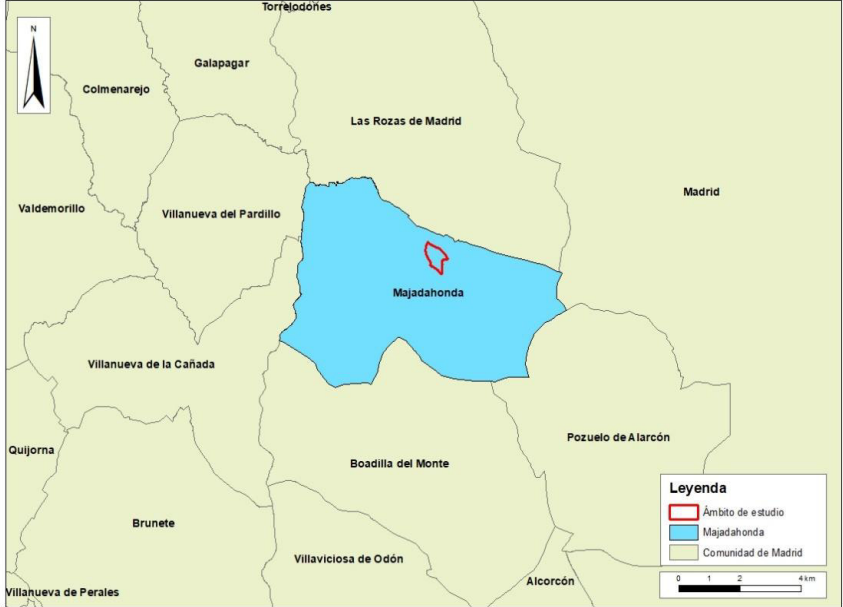 Torrelodones
N
Galapagar
Colmenarejo
Las Rozas de Madrid
Madrid
Valdemorillo
Villanueva del Pardillo
Majadahonda
Villanueva de la Cañada
Quijorna
Pozuelo de Alarcón
Boadilla del Monte
Brunete
Villaviciosa de Odón
Alcorcón
Villanueva de Perales
Leyenda
Ámbito de estudio
Majadahonda
Comunidad de Madrid
0 1 2 4 km